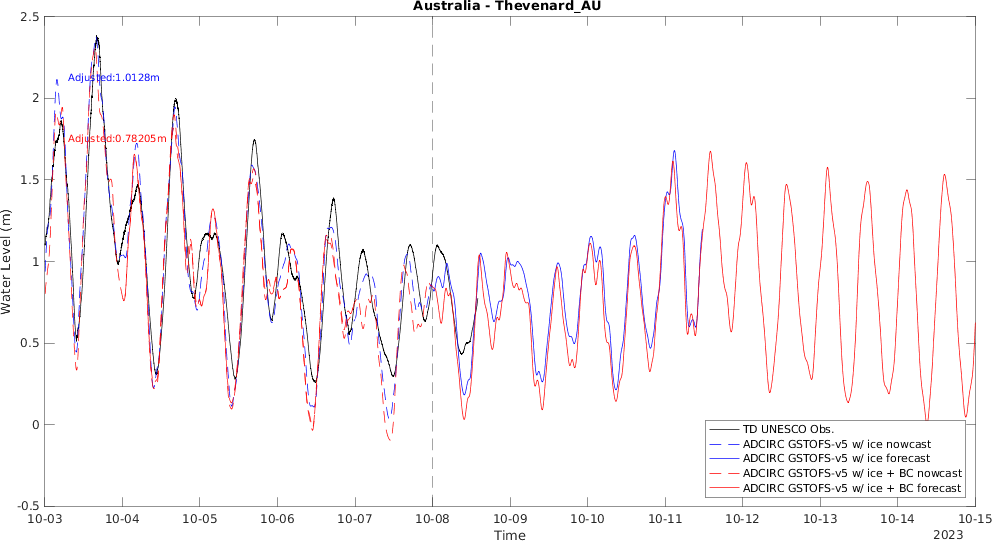 Australia - Thevenard_AU
2.5
2
1.5
1
0.5
0
-0.5
Water Level (m)
Adjusted:1.0128m
Adjusted:0.78205m
TD UNESCO Obs.
ADCIRC GSTOFS-v5 w/ ice nowcast
ADCIRC GSTOFS-v5 w/ ice forecast
ADCIRC GSTOFS-v5 w/ ice + BC nowcast
ADCIRC GSTOFS-v5 w/ ice + BC forecast
10-03 10-04 10-05 10-06 10-07 10-08 10-09 10-10 10-11 10-12 10-13 10-14 10-15
Time
2023